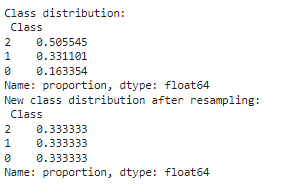 Class distribution:
Class
2    0.505545
1    0.331101
0    0.163354
Name: proportion, dtype: float64
New class distribution after resampling:
Class
2    0.333333
1    0.333333
0    0.333333
Name: proportion, dtype: float64